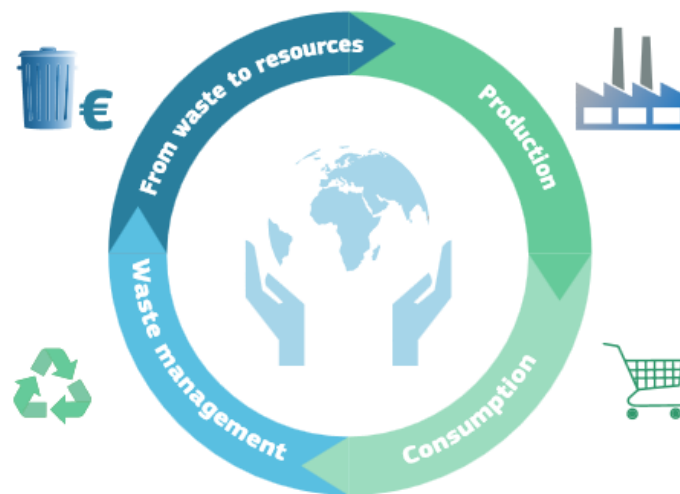 From waste to resources
Production
€
Waste management
Consumption